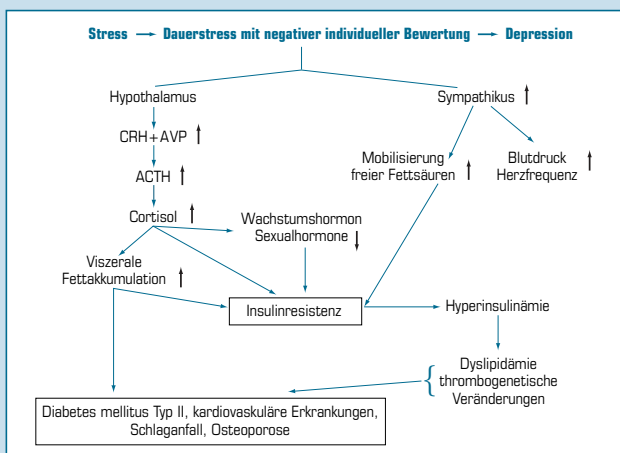 Stress → Dauerstress mit negativer individueller Bewertung → Depression
Hypothalamus
Sympathikus ↑
CRH + AVP ↑
Mobilisierung
freier Fettsäuren ↑
Blutdruck
Herzfrequenz ↑
ACTH ↑
Cortisol ↑
Wachstumshormon
Sexualhormone ↓
Viszerale
Fettakkumulation ↑
Insulinresistenz
Hyperinsulinämie
Dyslipidämie
thrombogenetische
Veränderungen
Diabetes mellitus Typ II, kardiovaskuläre Erkrankungen,
Schlaganfall, Osteoporose